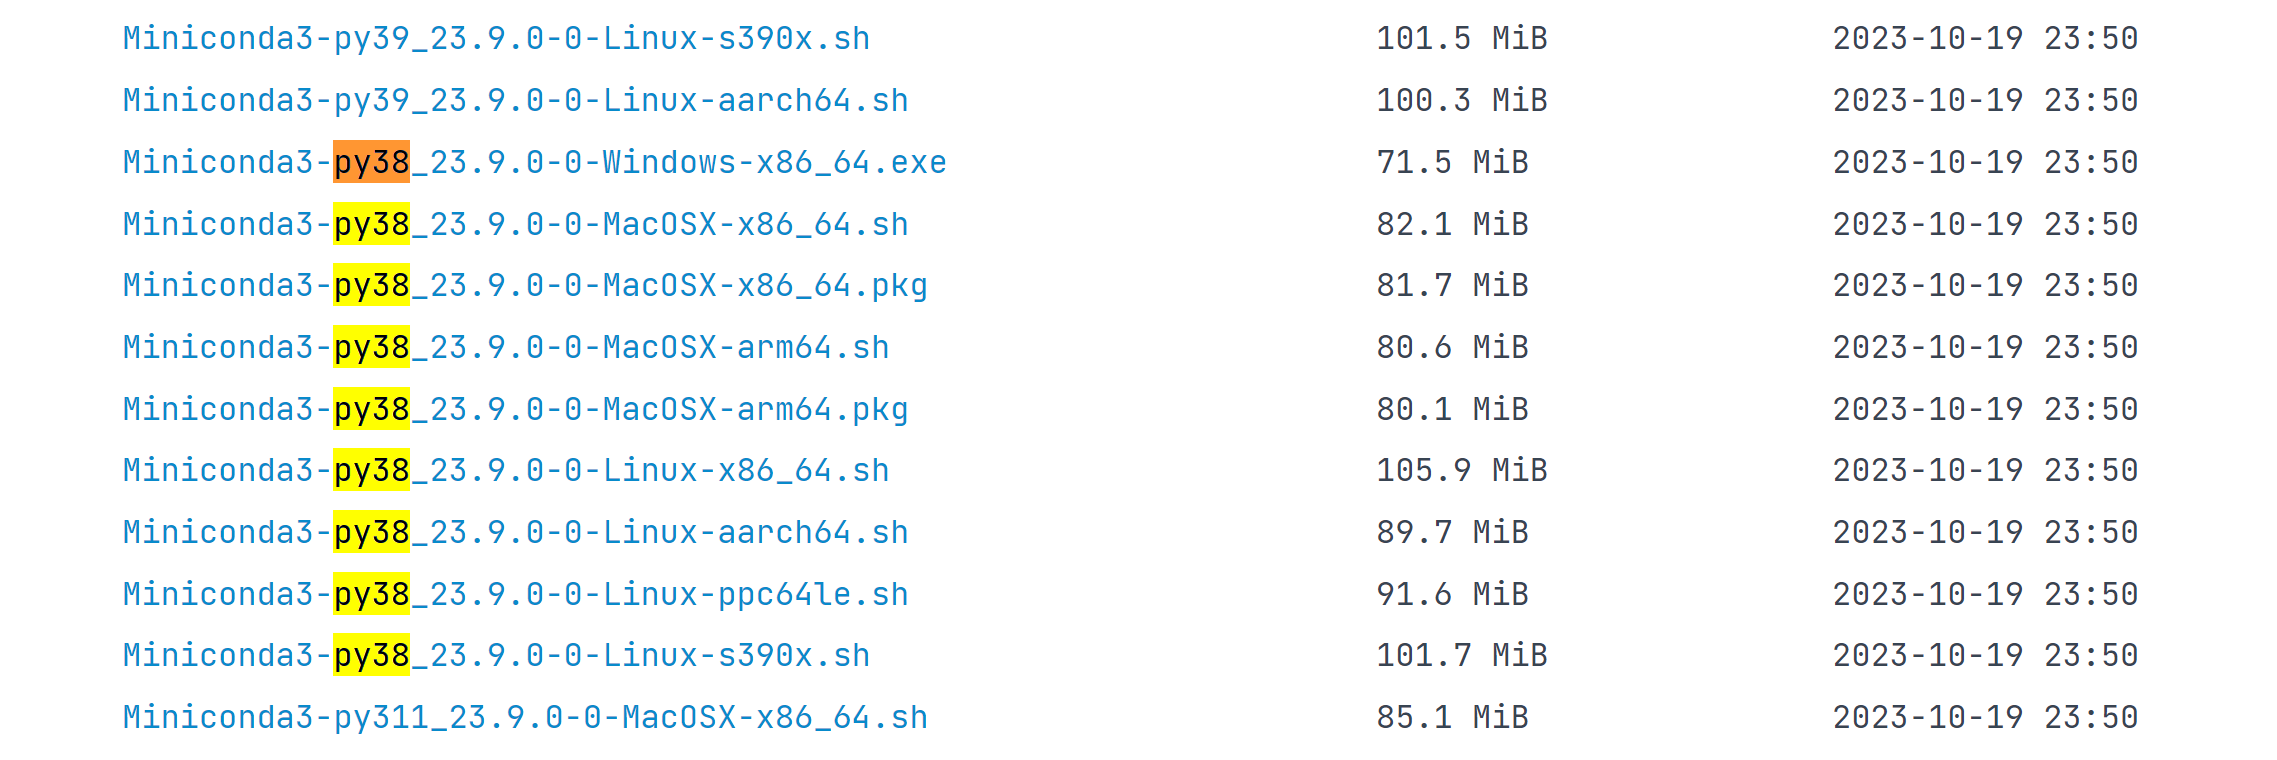 Miniconda3-py39_23.9.0-0-Linux-s390x.sh 101.5 MiB 2023-10-19 23:50
Miniconda3-py39_23.9.0-0-Linux-aarch64.sh 100.3 MiB 2023-10-19 23:50
Miniconda3-py38_23.9.0-0-Windows-x86_64.exe 71.5 MiB 2023-10-19 23:50
Miniconda3-py38_23.9.0-0-MacOSX-x86_64.sh 82.1 MiB 2023-10-19 23:50
Miniconda3-py38_23.9.0-0-MacOSX-x86_64.pkg 81.7 MiB 2023-10-19 23:50
Miniconda3-py38_23.9.0-0-MacOSX-arm64.sh 80.6 MiB 2023-10-19 23:50
Miniconda3-py38_23.9.0-0-MacOSX-arm64.pkg 80.1 MiB 2023-10-19 23:50
Miniconda3-py38_23.9.0-0-Linux-x86_64.sh 105.9 MiB 2023-10-19 23:50
Miniconda3-py38_23.9.0-0-Linux-aarch64.sh 89.7 MiB 2023-10-19 23:50
Miniconda3-py38_23.9.0-0-Linux-ppc64le.sh 91.6 MiB 2023-10-19 23:50
Miniconda3-py38_23.9.0-0-Linux-s390x.sh 101.7 MiB 2023-10-19 23:50
Miniconda3-py311_23.9.0-0-MacOSX-x86_64.sh 85.1 MiB 2023-10-19 23:50